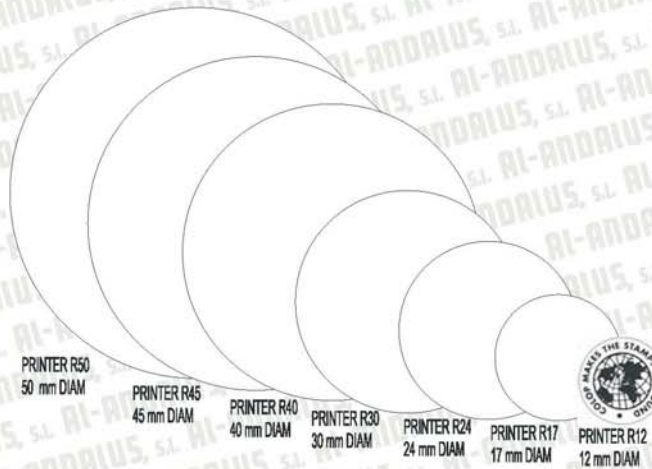 PRINTER R50
50 mm DIAM
PRINTER R45
45 mm DIAM
PRINTER R40
40 mm DIAM
PRINTER R30
30 mm DIAM
PRINTER R24
24 mm DIAM
PRINTER R17
17 mm DIAM
PRINTER R12
12 mm DIAM
COLOP MAKES THE STAMP
AL-ANDALUS, S.L.